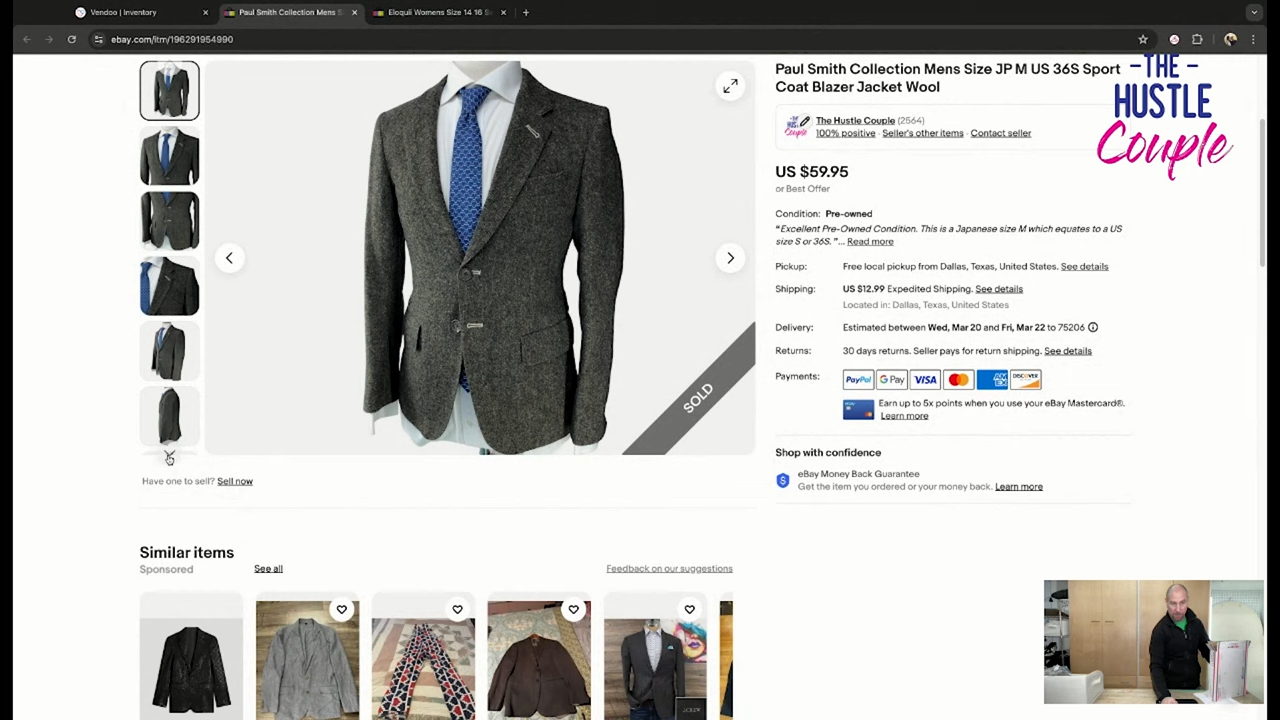 Vendoo | Inventory
Paul Smith Collection Mens S
Eloquii Womens Size 14 16 S
ebay.com/itm/196291954990
Paul Smith Collection Mens Size JP M US 36S Sport
Coat Blazer Jacket Wool
-THE-
HUSTLE
Couple
The Hustle Couple (2564)
100% positive · Seller's other items · Contact seller
US $59.95
or Best Offer
Condition: Pre-owned
“Excellent Pre-Owned Condition. This is a Japanese size M which equates to a US
size S or 36S. ”... Read more
Pickup: Free local pickup from Dallas, Texas, United States. See details
Shipping: US $12.99 Expedited Shipping. See details
Located in: Dallas, Texas, United States
Delivery: Estimated between Wed, Mar 20 and Fri, Mar 22 to 75206
Returns: 30 days returns. Seller pays for return shipping. See details
Payments: PayPal G Pay VISA AM EX DISCOVER
Earn up to 5x points when you use your eBay Mastercard®.
Learn more
SOLD
Have one to sell? Sell now
Shop with confidence
eBay Money Back Guarantee
Get the item you ordered or your money back. Learn more
Similar items
Sponsored
See all
Feedback on our suggestions